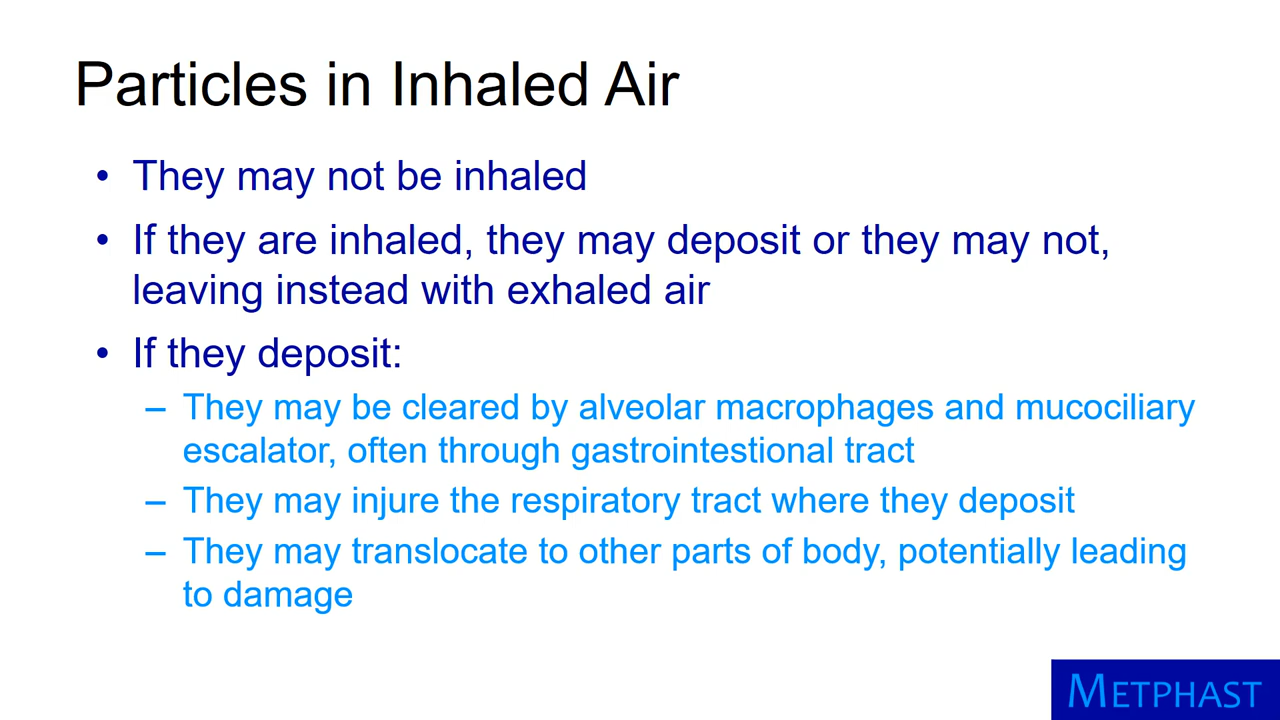 Particles in Inhaled Air
• They may not be inhaled
• If they are inhaled, they may deposit or they may not,
leaving instead with exhaled air
• If they deposit:
– They may be cleared by alveolar macrophages and mucociliary
escalator, often through gastrointestional tract
– They may injure the respiratory tract where they deposit
– They may translocate to other parts of body, potentially leading
to damage
METPHAST